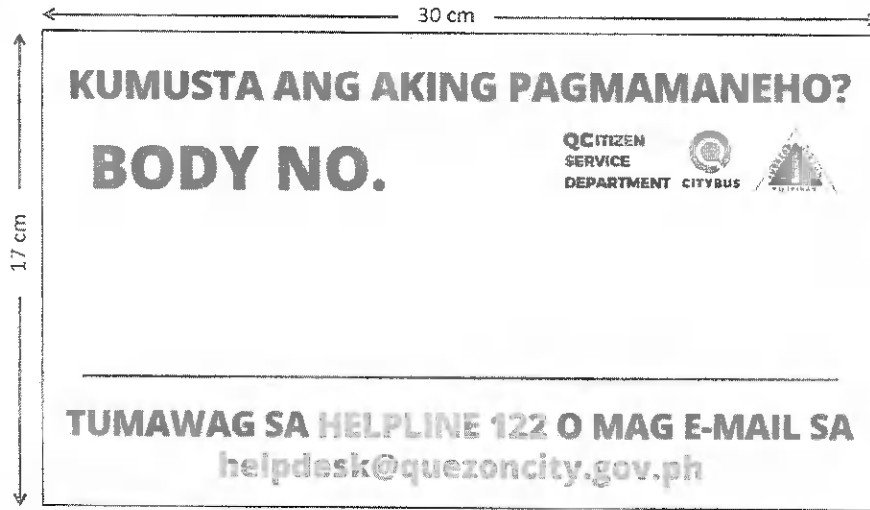 30 cm
KUMUSTA ANG AKING PAGMAMANEHO?
BODY NO.
QCITIZEN
SERVICE
DEPARTMENT
CITYBUS
17 cm
TUMAWAG SA HELPLINE 122 O MAG E-MAIL SA
helpdesk@quezoncity.gov.ph